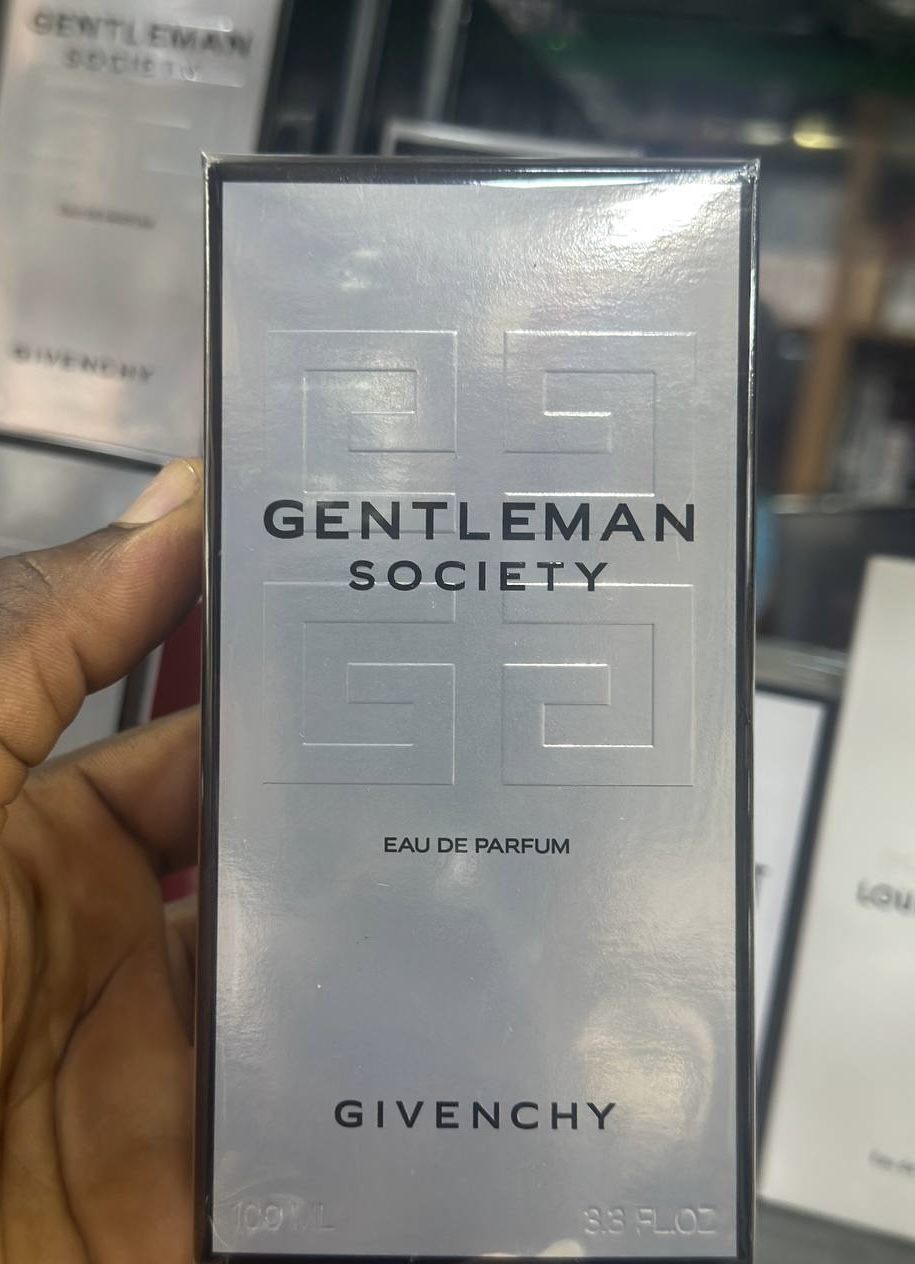 GENTLEMAN
SOCIETY
GIVENCHY
GENTLEMAN
SOCIETY
EAU DE PARFUM
GIVENCHY
100 ML
3.3 FL.OZ